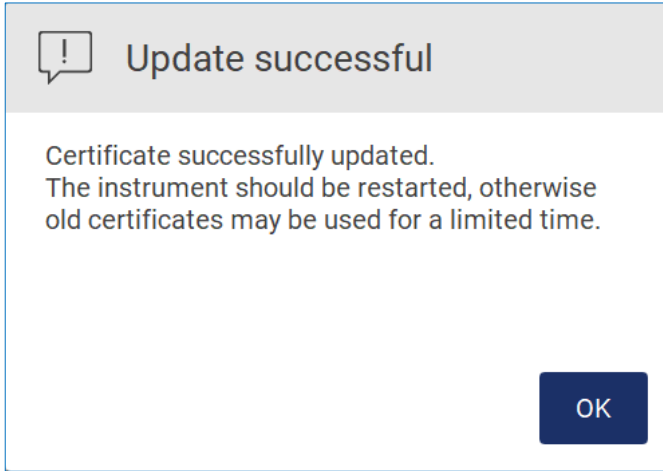 Update successful
Certificate successfully updated.
The instrument should be restarted, otherwise
old certificates may be used for a limited time.
OK